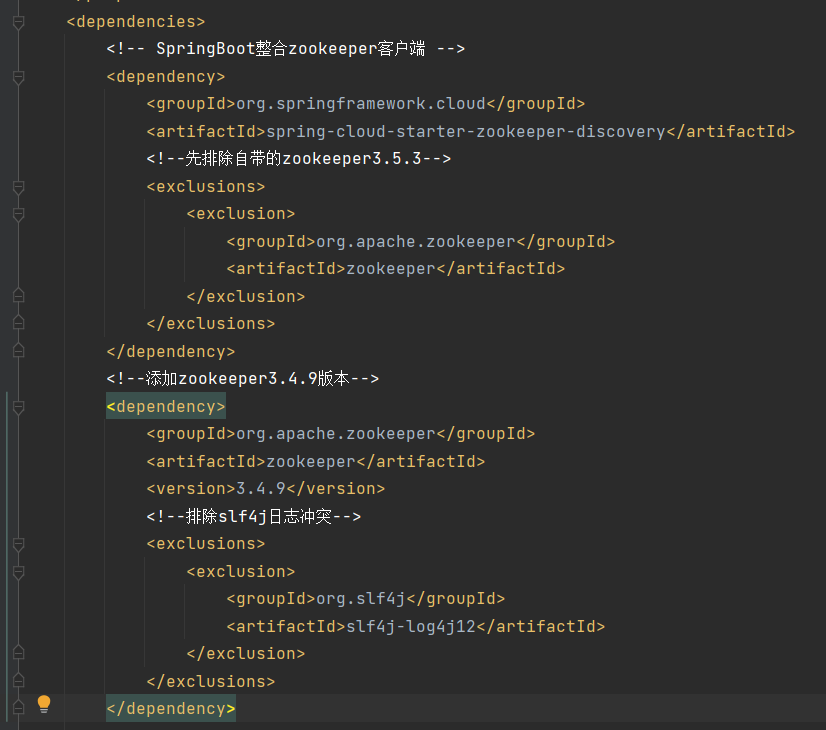 <dependencies>
<!-- SpringBoot整合zookeeper客户端 -->
<dependency>
<groupId>org.springframework.cloud</groupId>
<artifactId>spring-cloud-starter-zookeeper-discovery</artifactId>
<!--先排除自带的zookeeper3.5.3-->
<exclusions>
<exclusion>
<groupId>org.apache.zookeeper</groupId>
<artifactId>zookeeper</artifactId>
</exclusion>
</exclusions>
</dependency>
<!--添加zookeeper3.4.9版本-->
<dependency>
<groupId>org.apache.zookeeper</groupId>
<artifactId>zookeeper</artifactId>
<version>3.4.9</version>
<!--排除slf4j日志冲突-->
<exclusions>
<exclusion>
<groupId>org.slf4j</groupId>
<artifactId>slf4j-log4j12</artifactId>
</exclusion>
</exclusions>
</dependency>